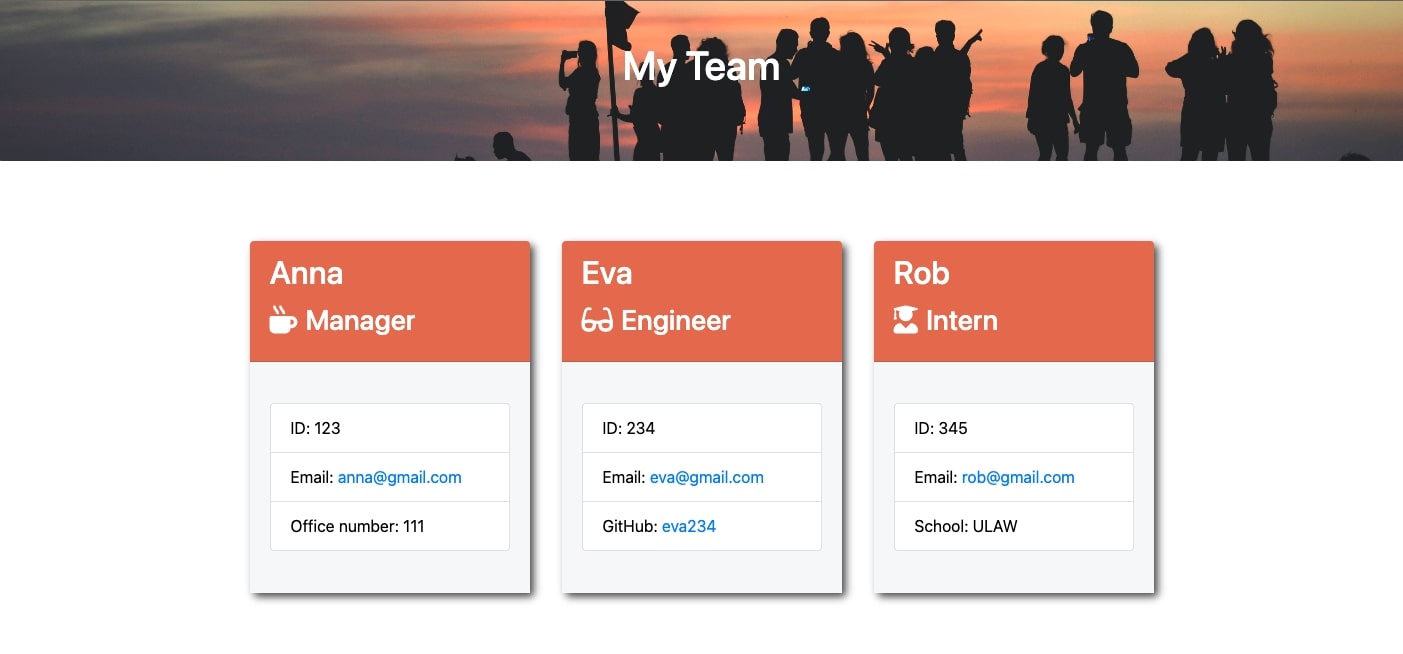 My Team
Anna
Manager
ID: 123
Email: anna@gmail.com
Office number: 111
Eva
Engineer
ID: 234
Email: eva@gmail.com
GitHub: eva234
Rob
Intern
ID: 345
Email: rob@gmail.com
School: ULAW